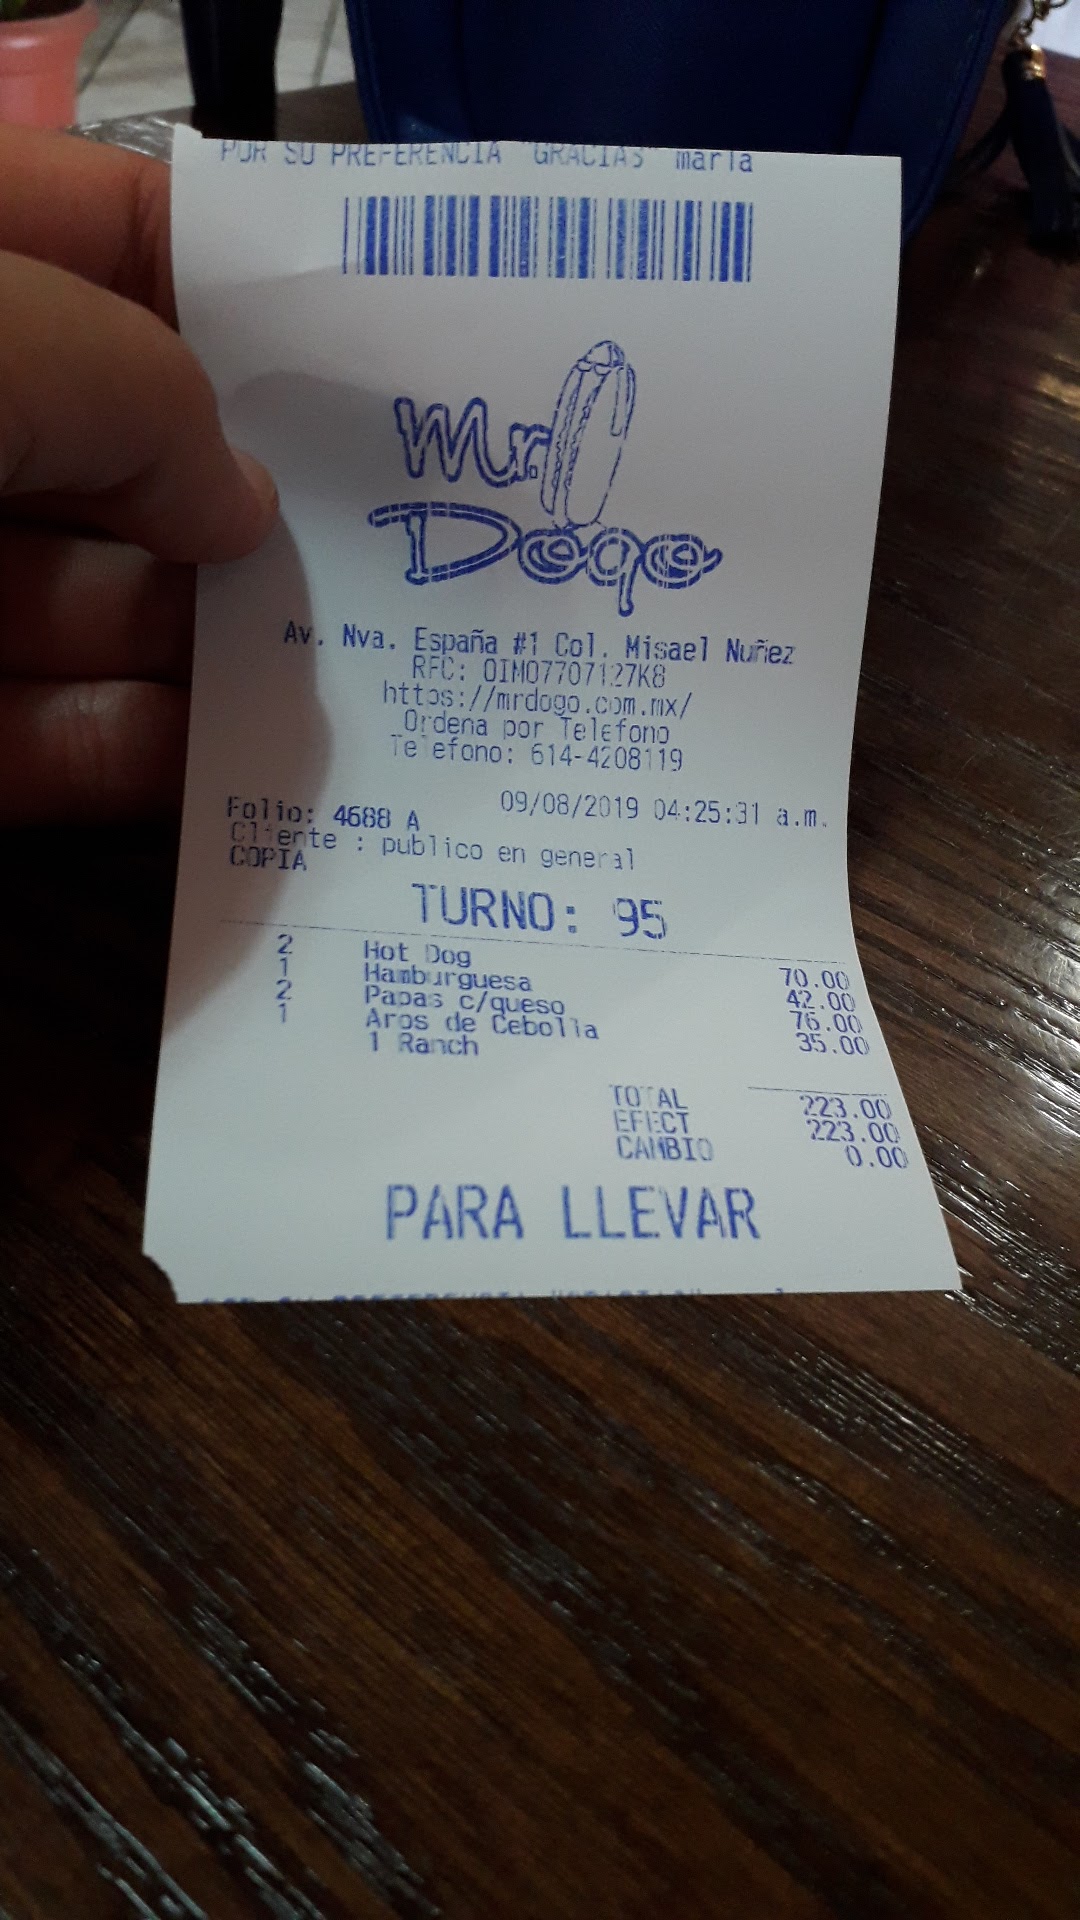 POR SU PREFERENCIA "GRACIAS" maria
Mr.
Dogo
Av. Nva. España #1 Col. Misael Nuñez
RFC: OIMO7707127K8
https://mrdogo.com.mx/
Ordena por Telefono
Telefono: 614-4208119
Folio: 4688 A 09/08/2019 04:25:31 a.m.
Cliente : publico en general
COPIA
TURNO: 95
2 Hot Dog 70.00
1 Hamburguesa 42.00
2 Papas c/queso 76.00
1 Aros de Cebolla 35.00
1 Ranch
TOTAL 223.00
EFECT 223.00
CAMBIO 0.00
PARA LLEVAR